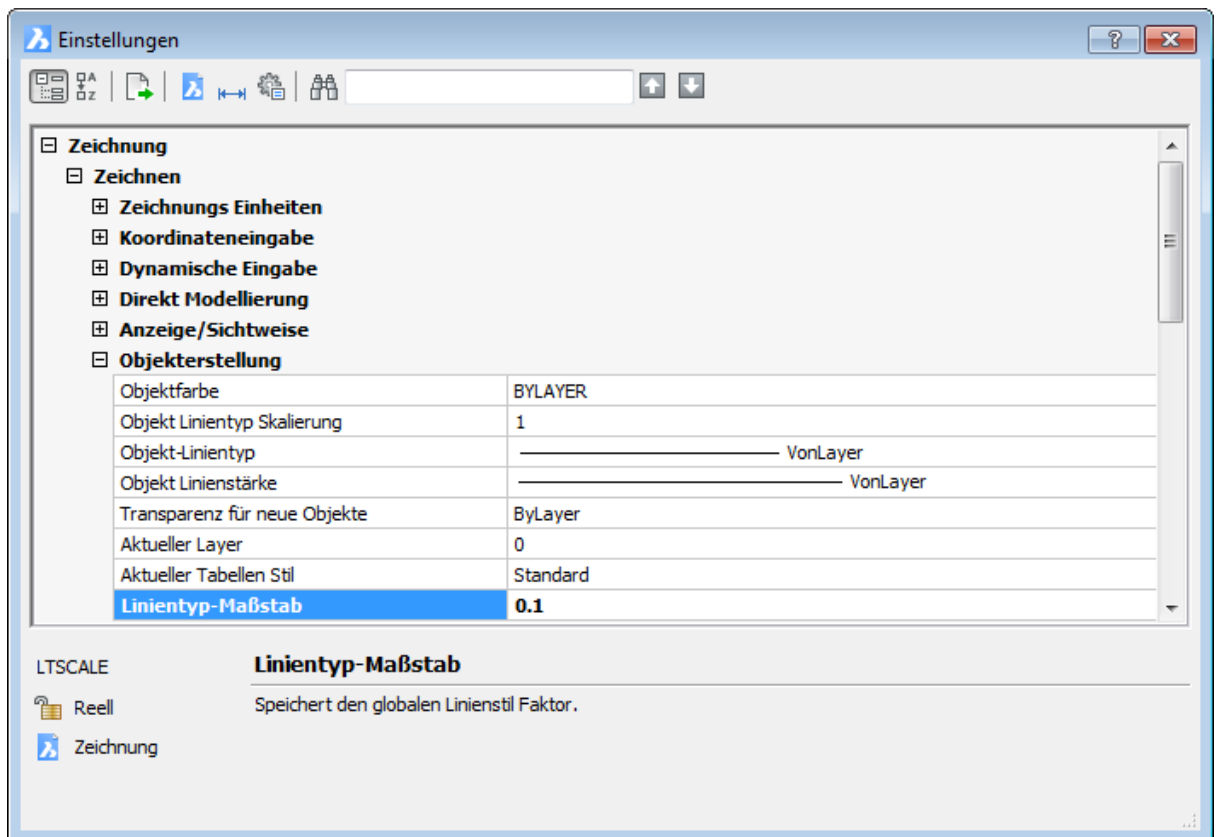 Einstellungen
Zeichnung
Zeichnen
Zeichnungs Einheiten
Koordinateneingabe
Dynamische Eingabe
Direkt Modellierung
Anzeige/Sichtweise
Objekterstellung
Objektfarbe BYLAYER
Objekt Linientyp Skalierung 1
Objekt-Linientyp VonLayer
Objekt Linienstärke VonLayer
Transparenz für neue Objekte ByLayer
Aktueller Layer 0
Aktueller Tabellen Stil Standard
Linientyp-Maßstab 0.1
LTSCALE Linientyp-Maßstab
Reell Speichert den globalen Linienstil Faktor.
Zeichnung